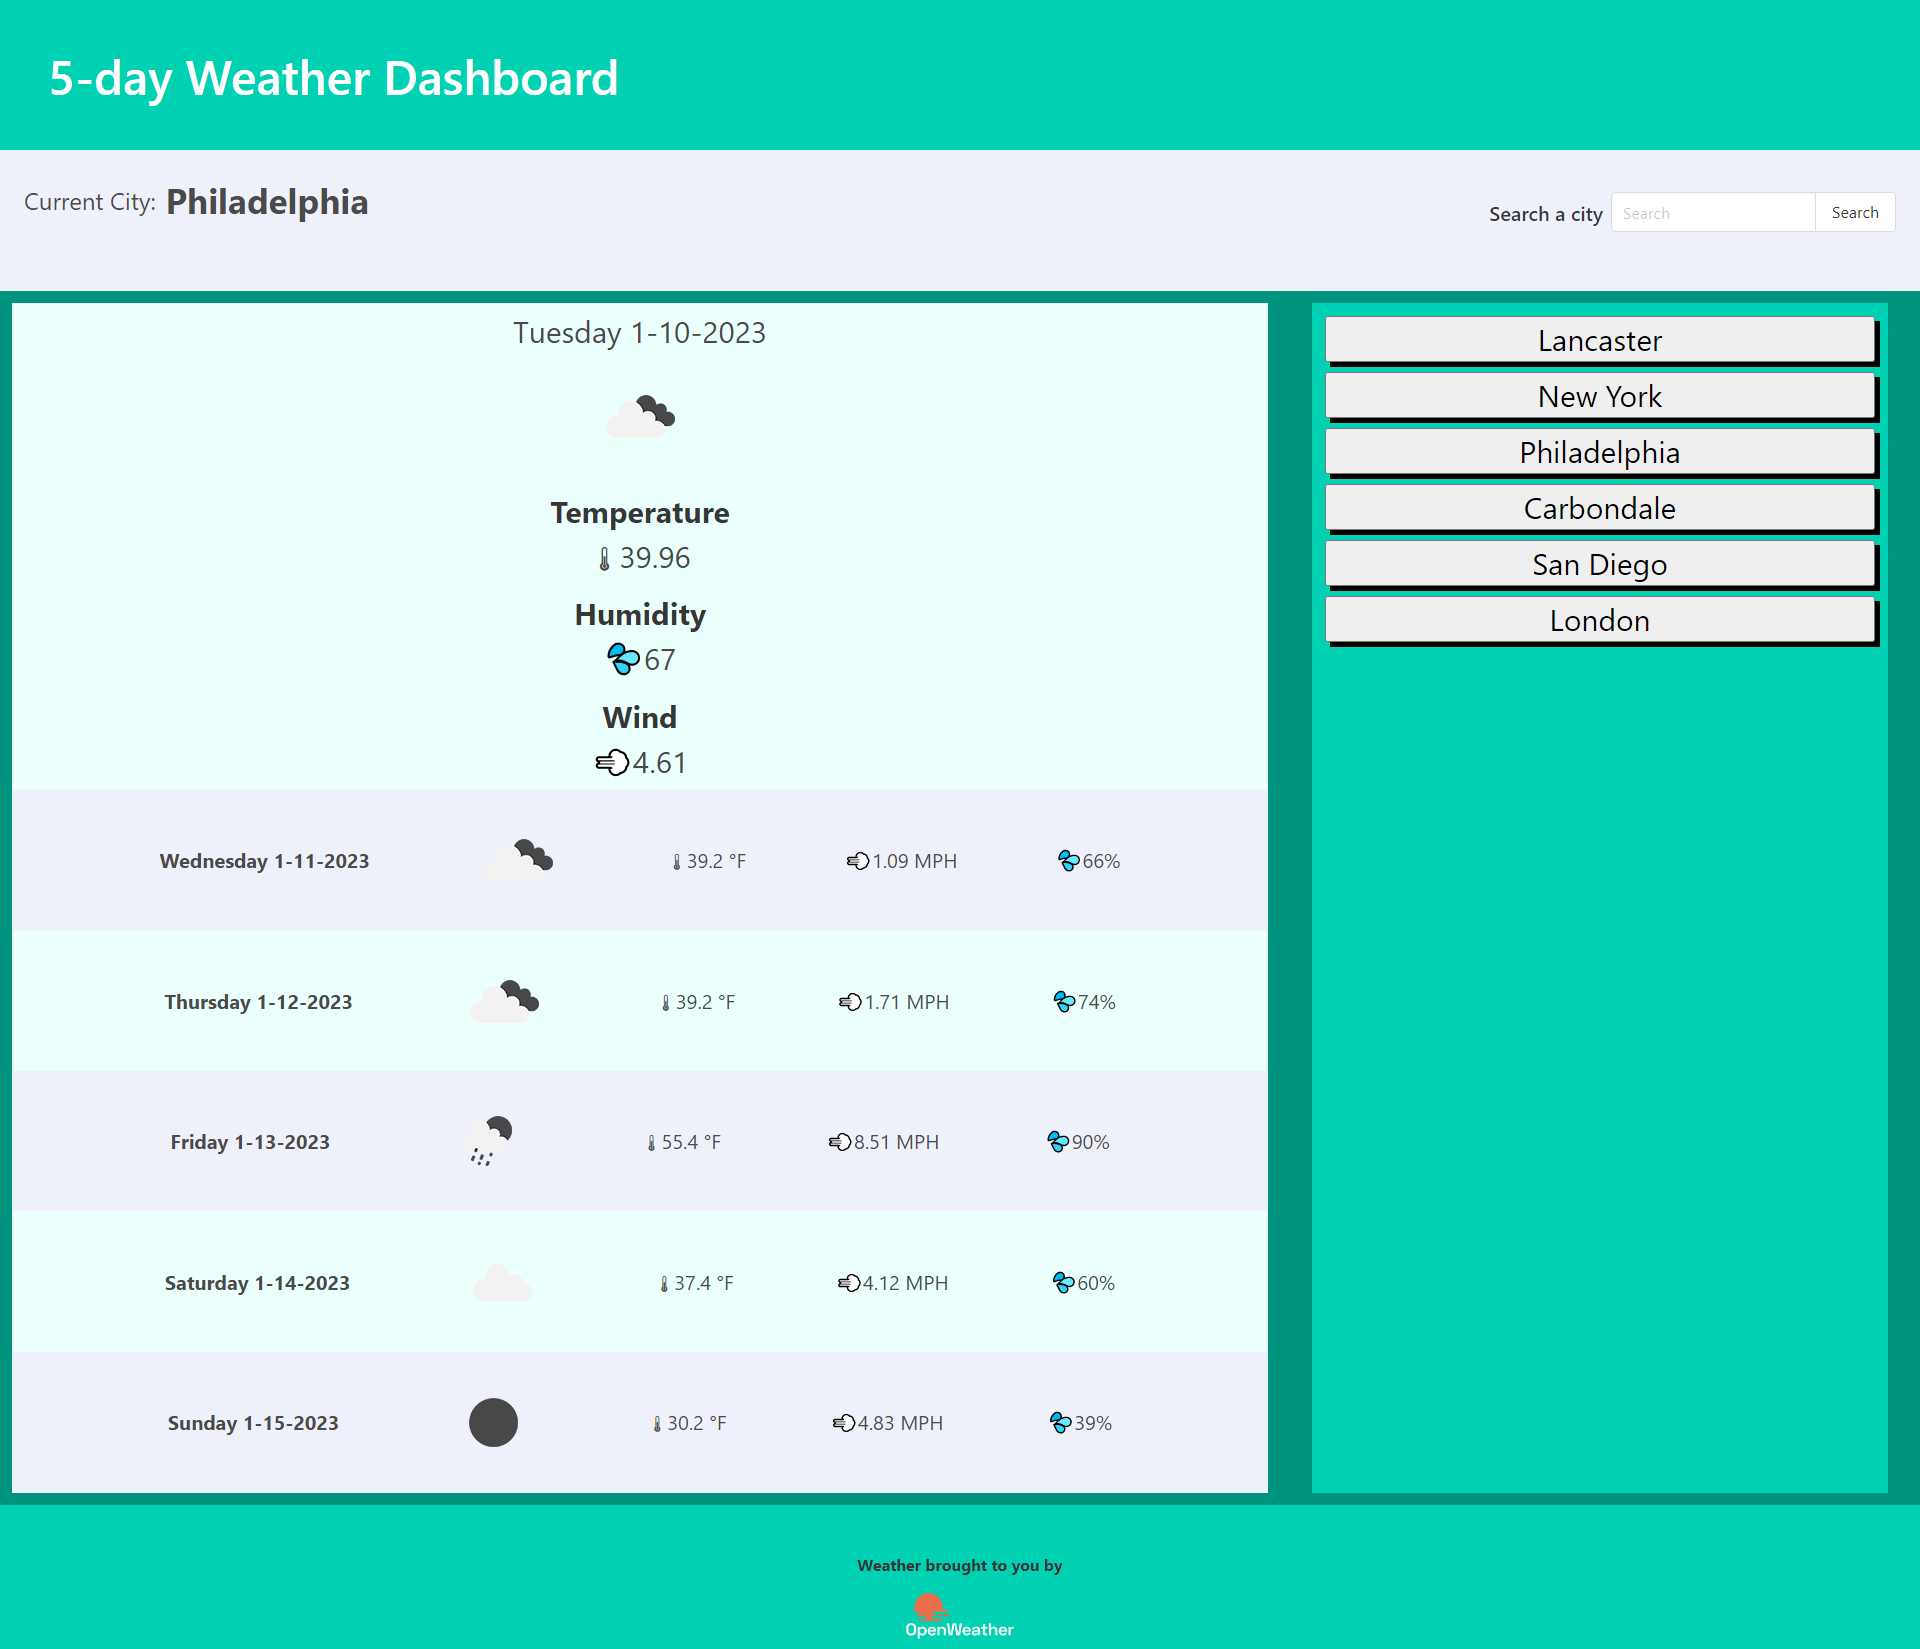 5-day Weather Dashboard
Current City: Philadelphia
Search a city Search Search
Tuesday 1-10-2023
Temperature
39.96
Humidity
67
Wind
4.61
Wednesday 1-11-2023 39.2 °F 1.09 MPH 66%
Thursday 1-12-2023 39.2 °F 1.71 MPH 74%
Friday 1-13-2023 55.4 °F 8.51 MPH 90%
Saturday 1-14-2023 37.4 °F 4.12 MPH 60%
Sunday 1-15-2023 30.2 °F 4.83 MPH 39%
Lancaster
New York
Philadelphia
Carbondale
San Diego
London
Weather brought to you by
OpenWeather